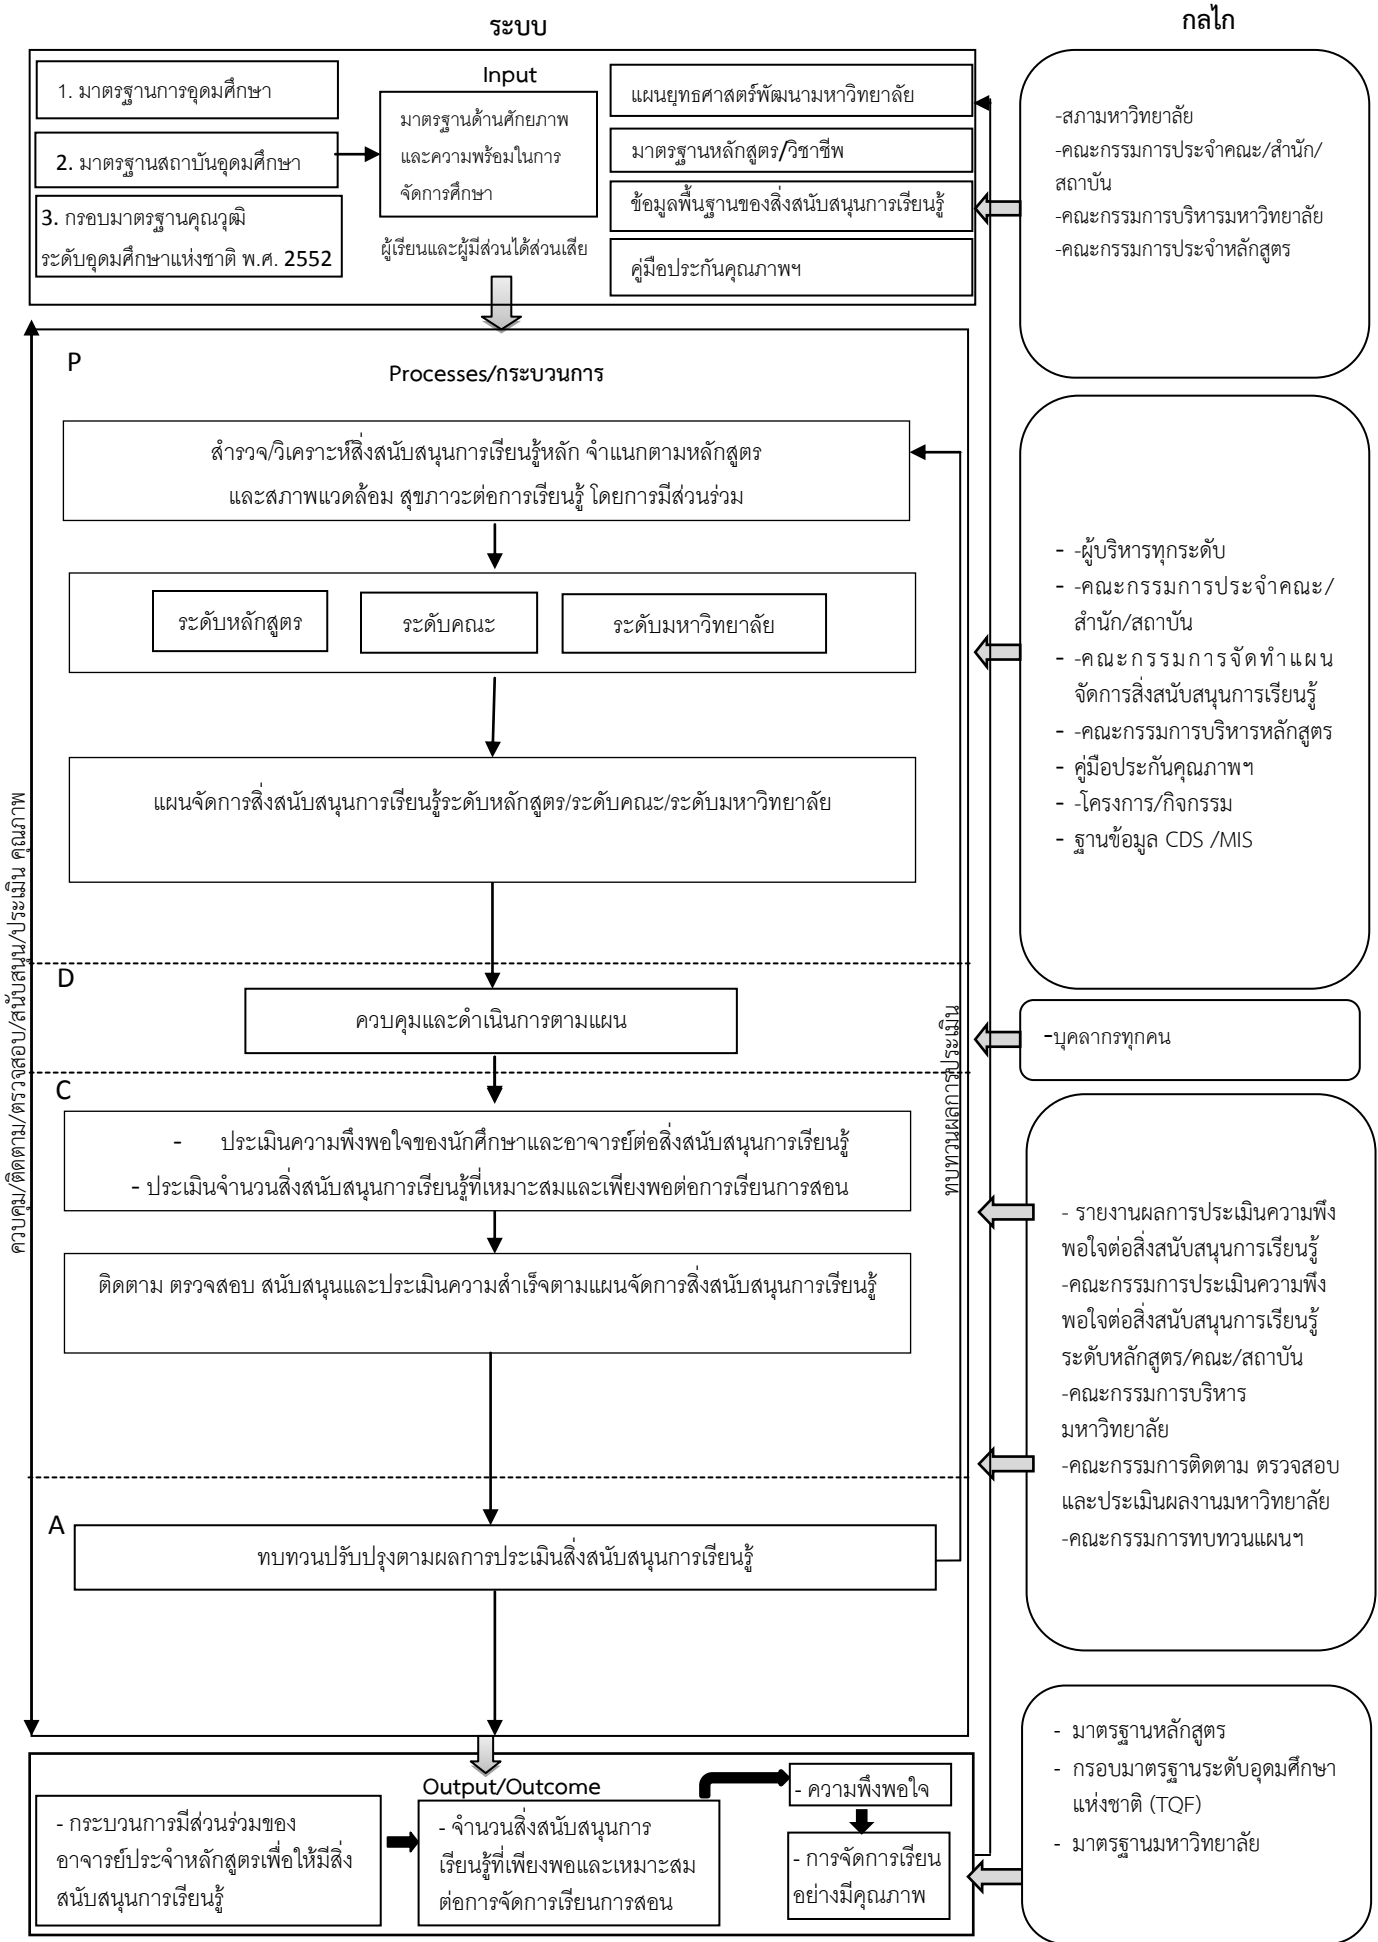 ระบบ
กลไก
1. มาตรฐานการอุดมศึกษา
2. มาตรฐานสถาบันอุดมศึกษา
3. กรอบมาตรฐานคุณวุฒิ
ระดับอุดมศึกษาแห่งชาติ พ.ศ. 2552
Input
มาตรฐานด้านศักยภาพ
และความพร้อมในการ
จัดการศึกษา
ผู้เรียนและผู้มีส่วนได้ส่วนเสีย
แผนยุทธศาสตร์พัฒนามหาวิทยาลัย
มาตรฐานหลักสูตร/วิชาชีพ
ข้อมูลพื้นฐานของสิ่งสนับสนุนการเรียนรู้
คู่มือประกันคุณภาพฯ
-สภามหาวิทยาลัย
-คณะกรรมการประจำคณะ/สำนัก/
สถาบัน
-คณะกรรมการบริหารมหาวิทยาลัย
-คณะกรรมการประจำหลักสูตร
P
Processes/กระบวนการ
สำรวจ/วิเคราะห์สิ่งสนับสนุนการเรียนรู้หลัก จำแนกตามหลักสูตร
และสภาพแวดล้อม สุขภาวะต่อการเรียนรู้ โดยการมีส่วนร่วม
ระดับหลักสูตร
ระดับคณะ
ระดับมหาวิทยาลัย
แผนจัดการสิ่งสนับสนุนการเรียนรู้ระดับหลักสูตร/ระดับคณะ/ระดับมหาวิทยาลัย
- -ผู้บริหารทุกระดับ
- -คณะกรรมการประจำคณะ/
สำนัก/สถาบัน
- -คณะกรรมการจัดทำแผน
จัดการสิ่งสนับสนุนการเรียนรู้
- -คณะกรรมการบริหารหลักสูตร
- คู่มือประกันคุณภาพฯ
- -โครงการ/กิจกรรม
- ฐานข้อมูล CDS /MIS
ควบคุม/ติดตาม/ตรวจสอบ/สนับสนุน/ประเมิน คุณภาพ
D
ควบคุมและดำเนินการตามแผน
ทบทวนผลการประเมิน
-บุคลากรทุกคน
C
- ประเมินความพึงพอใจของนักศึกษาและอาจารย์ต่อสิ่งสนับสนุนการเรียนรู้
- ประเมินจำนวนสิ่งสนับสนุนการเรียนรู้ที่เหมาะสมและเพียงพอต่อการเรียนการสอน
ติดตาม ตรวจสอบ สนับสนุนและประเมินความสำเร็จตามแผนจัดการสิ่งสนับสนุนการเรียนรู้
- รายงานผลการประเมินความพึง
พอใจต่อสิ่งสนับสนุนการเรียนรู้
-คณะกรรมการประเมินความพึง
พอใจต่อสิ่งสนับสนุนการเรียนรู้
ระดับหลักสูตร/คณะ/สถาบัน
-คณะกรรมการบริหาร
มหาวิทยาลัย
-คณะกรรมการติดตาม ตรวจสอบ
และประเมินผลงานมหาวิทยาลัย
-คณะกรรมการทบทวนแผนฯ
A
ทบทวนปรับปรุงตามผลการประเมินสิ่งสนับสนุนการเรียนรู้
Output/Outcome
- กระบวนการมีส่วนร่วมของ
อาจารย์ประจำหลักสูตรเพื่อให้มีสิ่ง
สนับสนุนการเรียนรู้
- จำนวนสิ่งสนับสนุนการ
เรียนรู้ที่เพียงพอและเหมาะสม
ต่อการจัดการเรียนการสอน
- ความพึงพอใจ
- การจัดการเรียน
อย่างมีคุณภาพ
- มาตรฐานหลักสูตร
- กรอบมาตรฐานระดับอุดมศึกษา
แห่งชาติ (TQF)
- มาตรฐานมหาวิทยาลัย